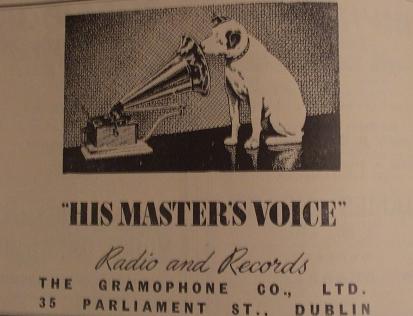 "HIS MASTER'S VOICE"
Radio and Records
THE GRAMOPHONE CO., LTD.
35 PARLIAMENT ST., DUBLIN